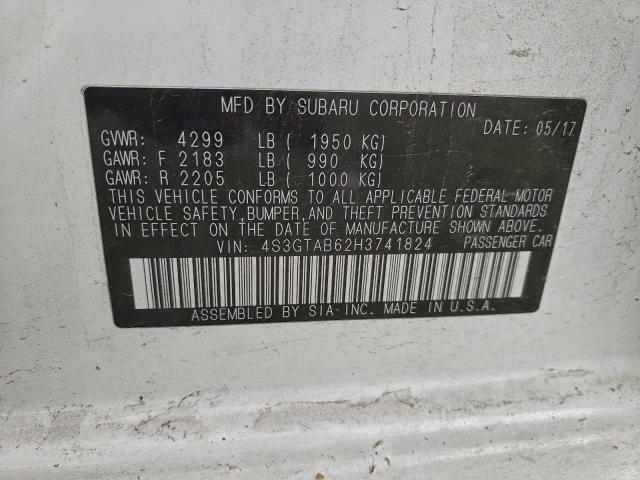 MFD BY SUBARU CORPORATION
DATE: 05/17
GVWR: 4299 LB ( 1950 KG)
GAWR: F 2183 LB ( 990 KG)
GAWR: R 2205 LB ( 1000 KG)
THIS VEHICLE CONFORMS TO ALL APPLICABLE FEDERAL MOTOR
VEHICLE SAFETY, BUMPER, AND THEFT PREVENTION STANDARDS
IN EFFECT ON THE DATE OF MANUFACTURE SHOWN ABOVE.
VIN: 4S3GTAB62H3741824 PASSENGER CAR
ASSEMBLED BY SIA-INC. MADE IN U.S.A.